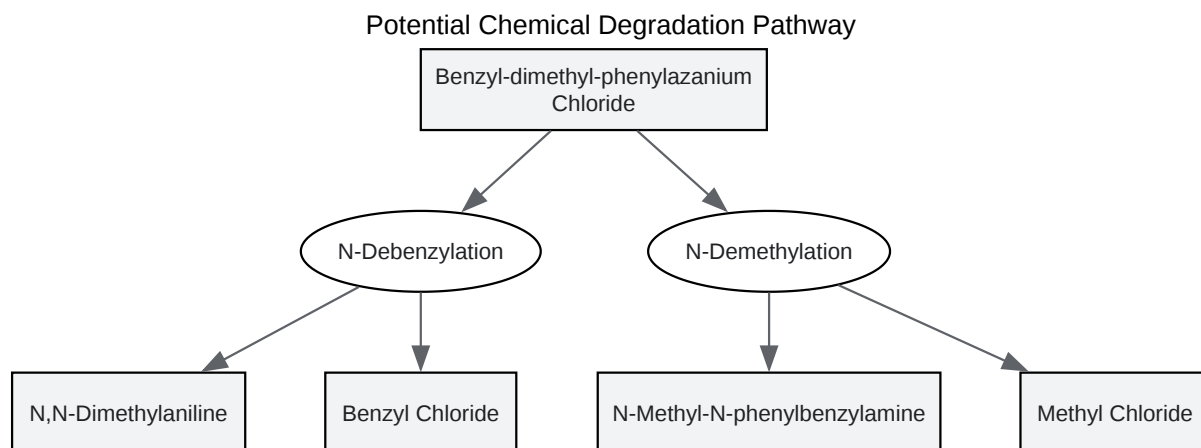 Potential Chemical Degradation Pathway
Benzyl-dimethyl-phenylazanium
Chloride
N-Debenzylation
N-Demethylation
N,N-Dimethylaniline
Benzyl Chloride
N-Methyl-N-phenylbenzylamine
Methyl Chloride